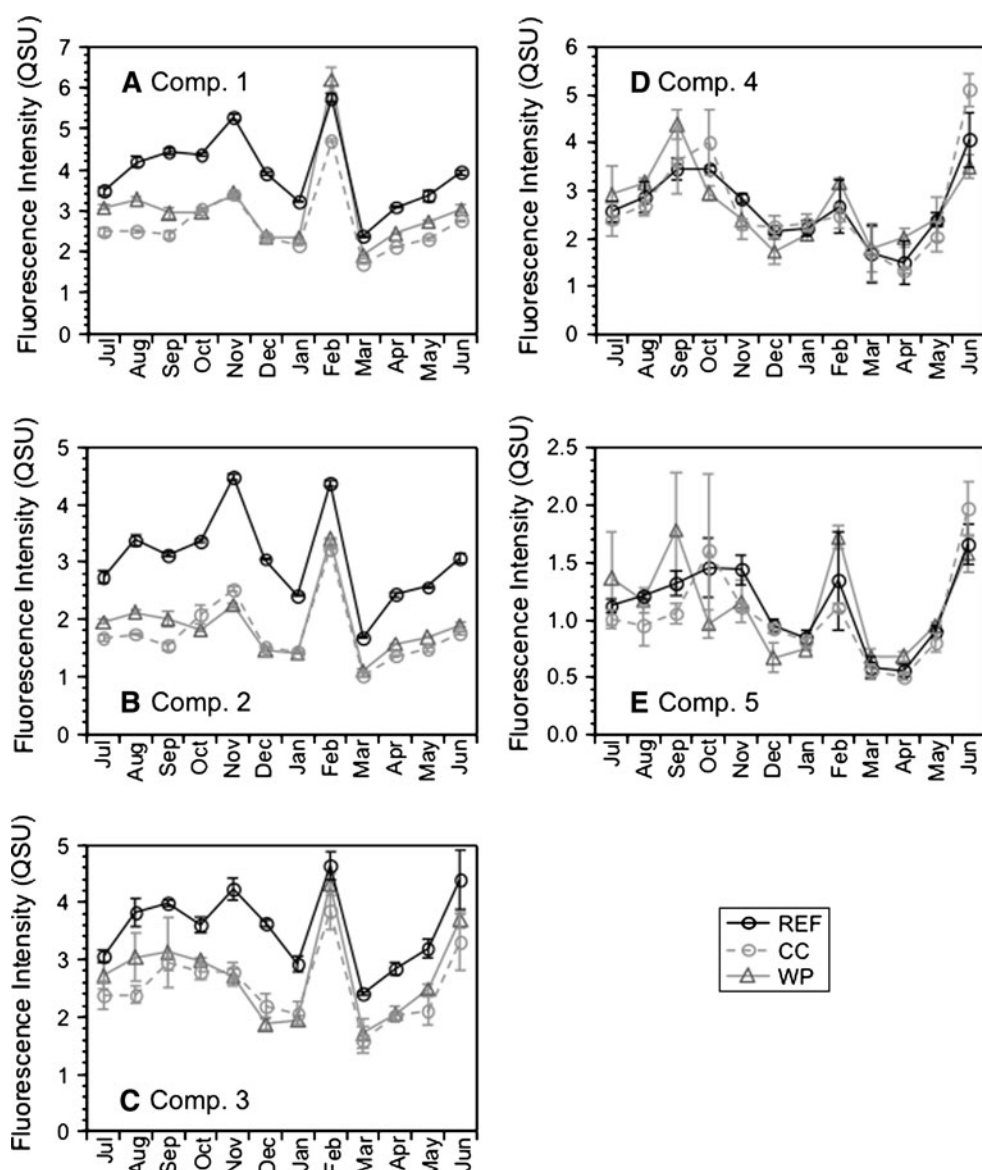 Fluorescence Intensity (QSU)
7
6
5
4
3
2
1
0
A Comp. 1
Jul Aug Sep Oct Nov Dec Jan Feb Mar Apr May Jun
Fluorescence Intensity (QSU)
6
5
4
3
2
1
0
D Comp. 4
Jul Aug Sep Oct Nov Dec Jan Feb Mar Apr May Jun
Fluorescence Intensity (QSU)
5
4
3
2
1
0
B Comp. 2
Jul Aug Sep Oct Nov Dec Jan Feb Mar Apr May Jun
Fluorescence Intensity (QSU)
2.5
2.0
1.5
1.0
0.5
0.0
E Comp. 5
Jul Aug Sep Oct Nov Dec Jan Feb Mar Apr May Jun
Fluorescence Intensity (QSU)
5
4
3
2
1
0
C Comp. 3
Jul Aug Sep Oct Nov Dec Jan Feb Mar Apr May Jun
REF
CC
WP